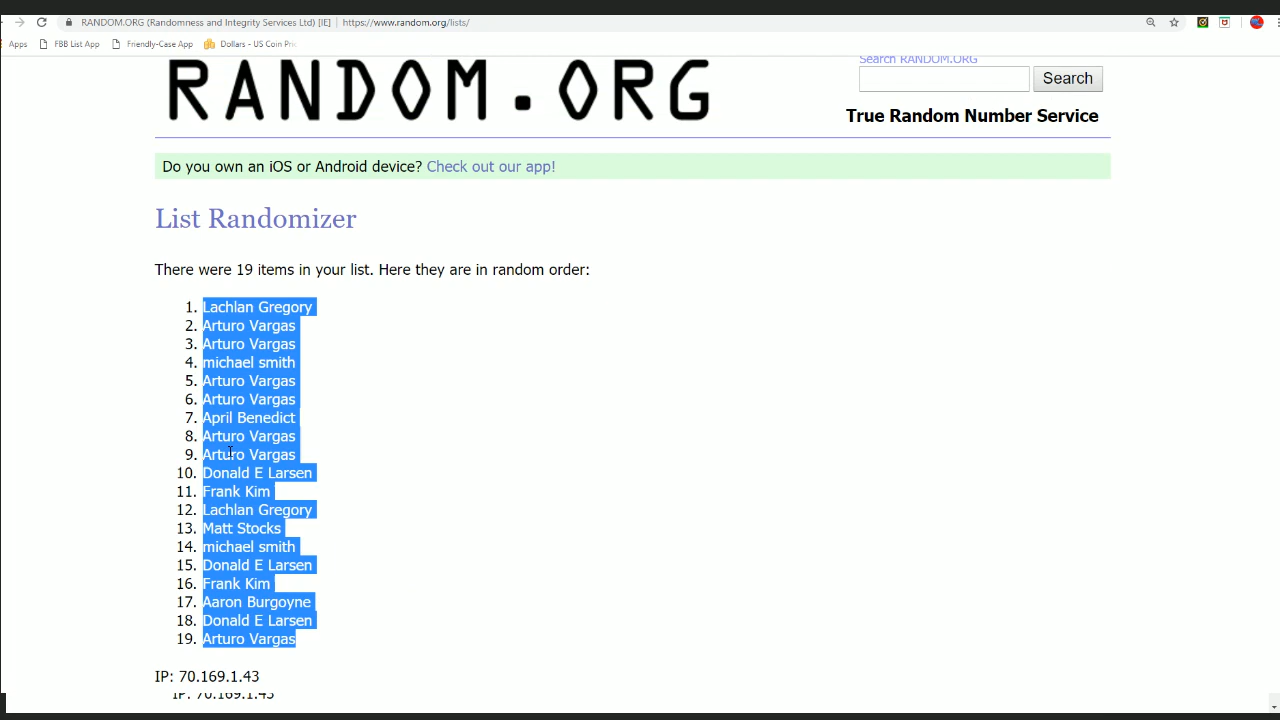 RANDOM.ORG (Randomness and Integrity Services Ltd) [IE] | https://www.random.org/lists/
Apps FBB List App Friendly-Case App Dollars - US Coin Pric
Search RANDOM.ORG
RANDOM.ORG
Search
True Random Number Service
Do you own an iOS or Android device? Check out our app!
List Randomizer
There were 19 items in your list. Here they are in random order:
1. Lachlan Gregory
2. Arturo Vargas
3. Arturo Vargas
4. michael smith
5. Arturo Vargas
6. Arturo Vargas
7. April Benedict
8. Arturo Vargas
9. Arturo Vargas
10. Donald E Larsen
11. Frank Kim
12. Lachlan Gregory
13. Matt Stocks
14. michael smith
15. Donald E Larsen
16. Frank Kim
17. Aaron Burgoyne
18. Donald E Larsen
19. Arturo Vargas
IP: 70.169.1.43
IP: 70.169.1.43